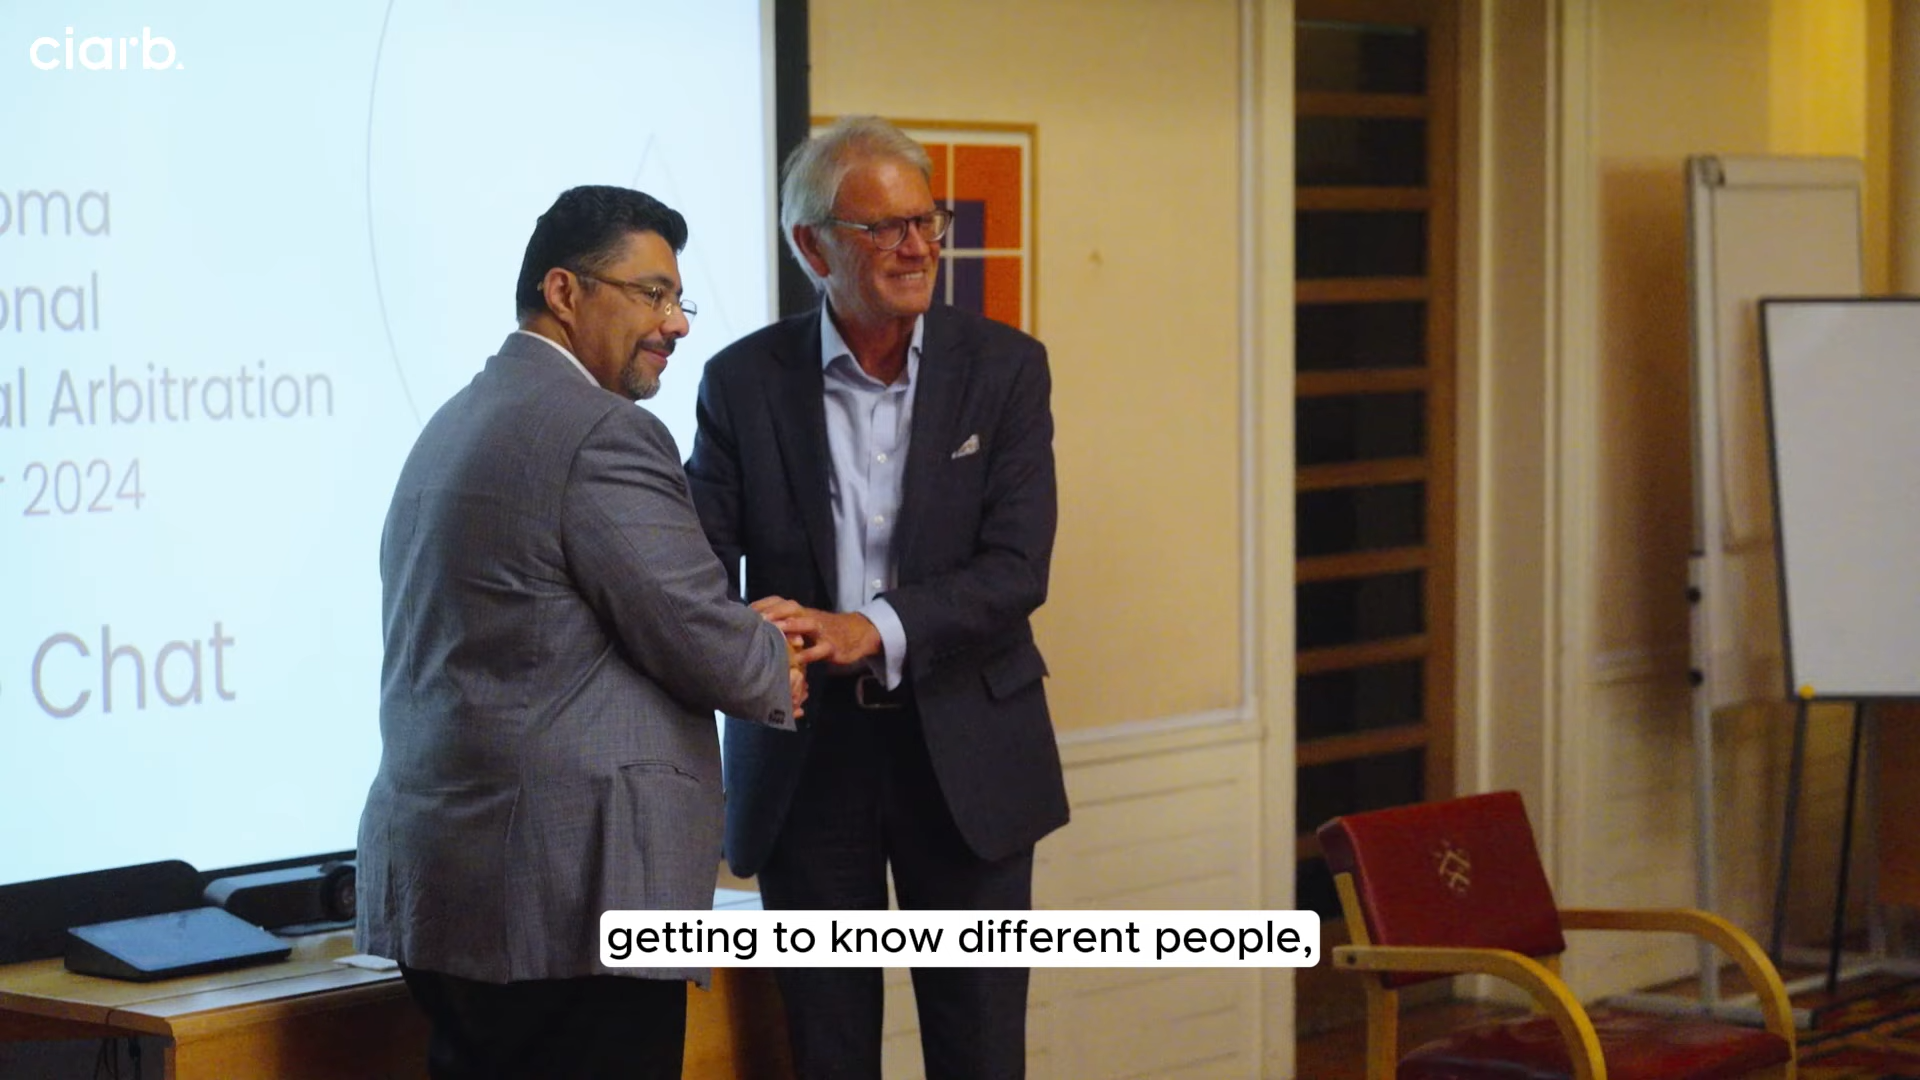 ciarb.
oma
onal
al Arbitration
r 2024
Chat
getting to know different people,